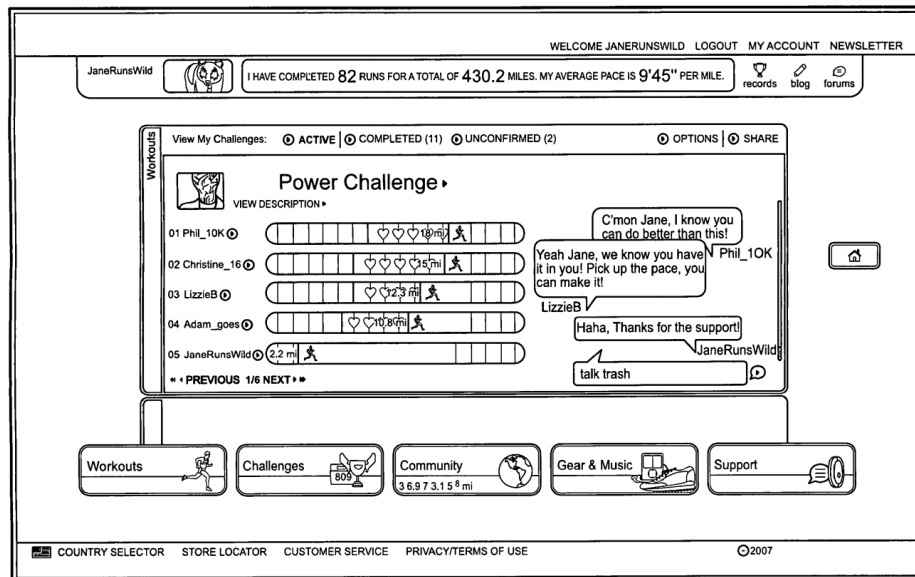 WELCOME JANERUNSWILD LOGOUT MY ACCOUNT NEWSLETTER
JaneRunsWild
I HAVE COMPLETED 82 RUNS FOR A TOTAL OF 430.2 MILES. MY AVERAGE PACE IS 9'45" PER MILE.
records blog forums
Workouts
View My Challenges: ACTIVE COMPLETED (11) UNCONFIRMED (2) OPTIONS SHARE
Power Challenge
VIEW DESCRIPTION
01 Phil_10K 18 mi
02 Christine_16 15 mi
03 LizzieB 12.3 mi
04 Adam_goes 10.8 mi
05 JaneRunsWild 2.2 mi
PREVIOUS 1/6 NEXT
C'mon Jane, I know you
can do better than this!
Phil_1OK
Yeah Jane, we know you have
it in you! Pick up the pace, you
can make it!
LizzieB
Haha, Thanks for the support!
JaneRunsWild
talk trash
Workouts
Challenges
809
Community
3 6.9 7 3.1 5 8 mi
Gear & Music
Support
COUNTRY SELECTOR STORE LOCATOR CUSTOMER SERVICE PRIVACY/TERMS OF USE
2007